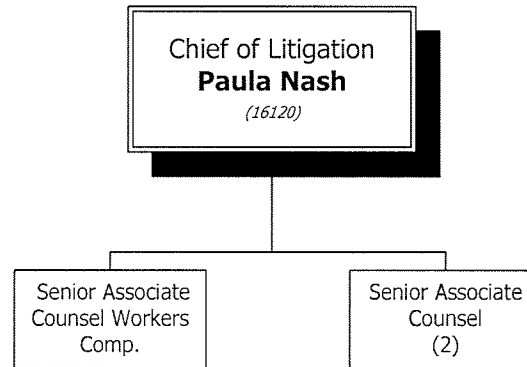 Chief of Litigation
Paula Nash
(16120)
Senior Associate
Counsel Workers
Comp.
Senior Associate
Counsel
(2)